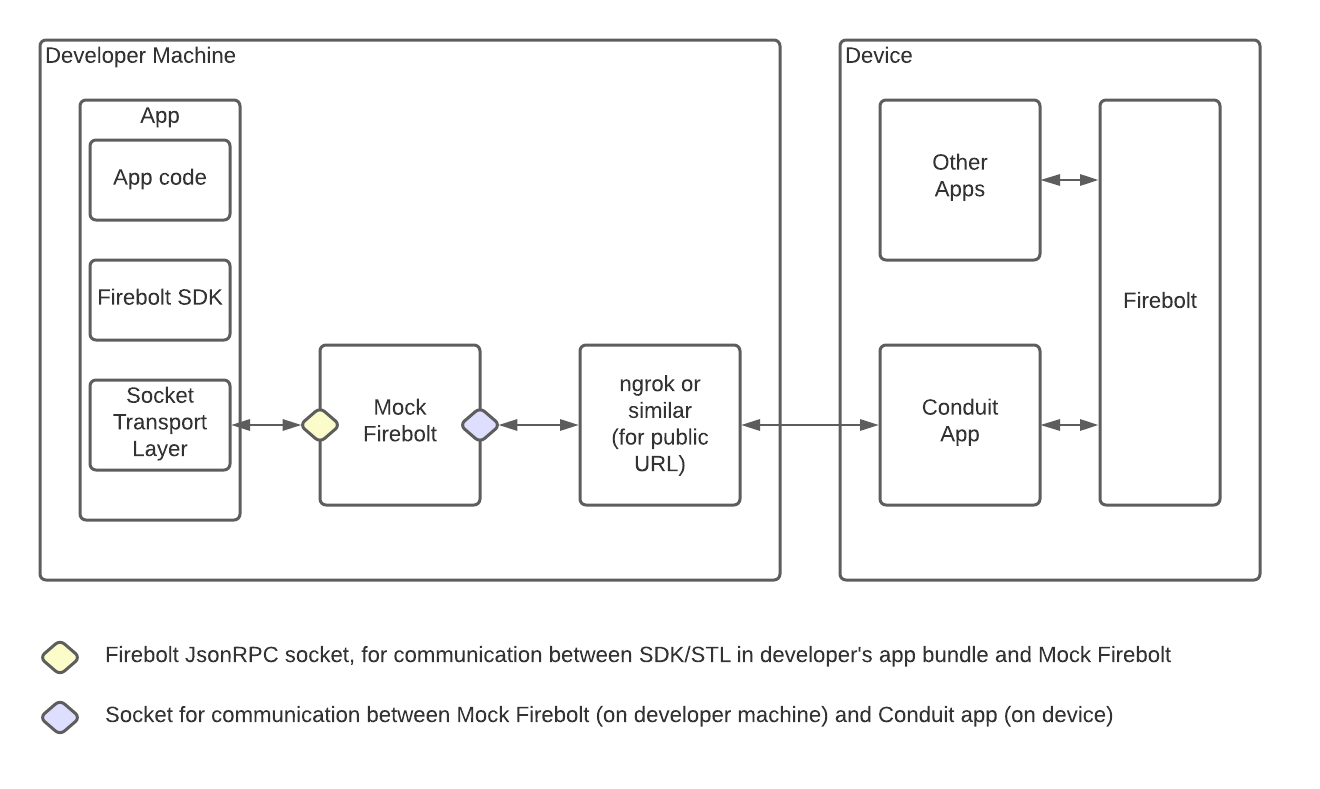 Developer Machine
App
App code
Firebolt SDK
Socket
Transport
Layer
Mock
Firebolt
ngrok or
similar
(for public
URL)
Device
Other
Apps
Conduit
App
Firebolt
Firebolt JsonRPC socket, for communication between SDK/STL in developer's app bundle and Mock Firebolt
Socket for communication between Mock Firebolt (on developer machine) and Conduit app (on device)